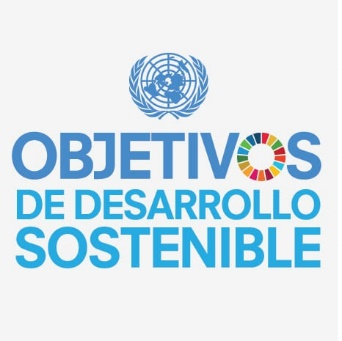 OBJETIVOS
DE DESARROLLO
SOSTENIBLE